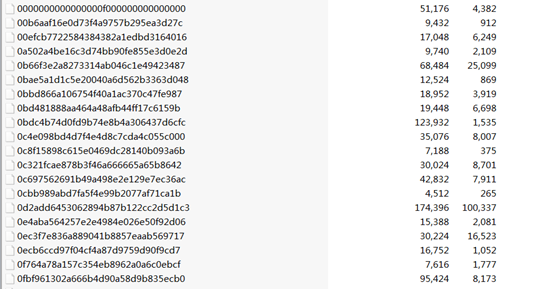 0000000000000000f000000000000000 51,176 4,382
00b6aaf16e0d73f4a9757b295ea3d27c 9,432 912
00efcb7722584384382a1edbd3164016 17,048 6,249
0a502a4be16c3d74bb90fe855e3d0e2d 9,740 2,109
0b66f3e2a8273314ab046c1e49423487 68,484 25,099
0bae5a1d1c5e20040a6d562b3363d048 12,524 869
0bbd866a106754f40a1ac370c47fe987 18,952 3,919
0bd481888aa464a48afb44ff17c6159b 19,448 6,698
0bdc4b74d0fd9b74e8b4a306437d6cfc 123,932 1,535
0c4e098bd4d7f4e4d8c7cda4c055c000 35,076 8,007
0c8f15898c615e0469dc28140b093a6b 7,188 375
0c321fcae878b3f46a666665a65b8642 30,024 8,701
0c697562691b49a498e2e129e7ec36ac 42,832 7,911
0cbb989abd7fa5f4e99b2077af71ca1b 4,512 265
0d2add6453062894b87b122cc2d5d1c3 174,396 100,337
0e4aba564257e2e4984e026e50f92d06 15,388 2,081
0ec3f7e836a889041b8857eaab569717 30,224 16,523
0ecb6ccd97f04cf4a87d9759d90f9cd7 16,752 1,052
0f764a78a157c354eb8962a0a6c0ebcf 7,616 1,777
0fbf961302a666b4d90a58d9b835ecb0 95,424 8,173